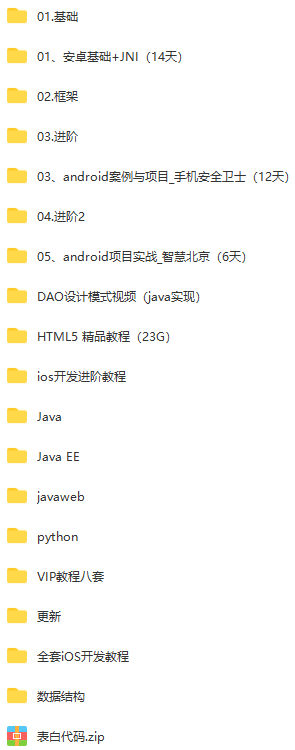 01.基础
01、安卓基础+JNI（14天）
02.框架
03.进阶
03、android案例与项目_手机安全卫士（12天）
04.进阶2
05、android项目实战_智慧北京（6天）
DAO设计模式视频（java实现）
HTML5 精品教程（23G）
ios开发进阶教程
Java
Java EE
javaweb
python
VIP教程八套
更新
全套iOS开发教程
数据结构
表白代码.zip